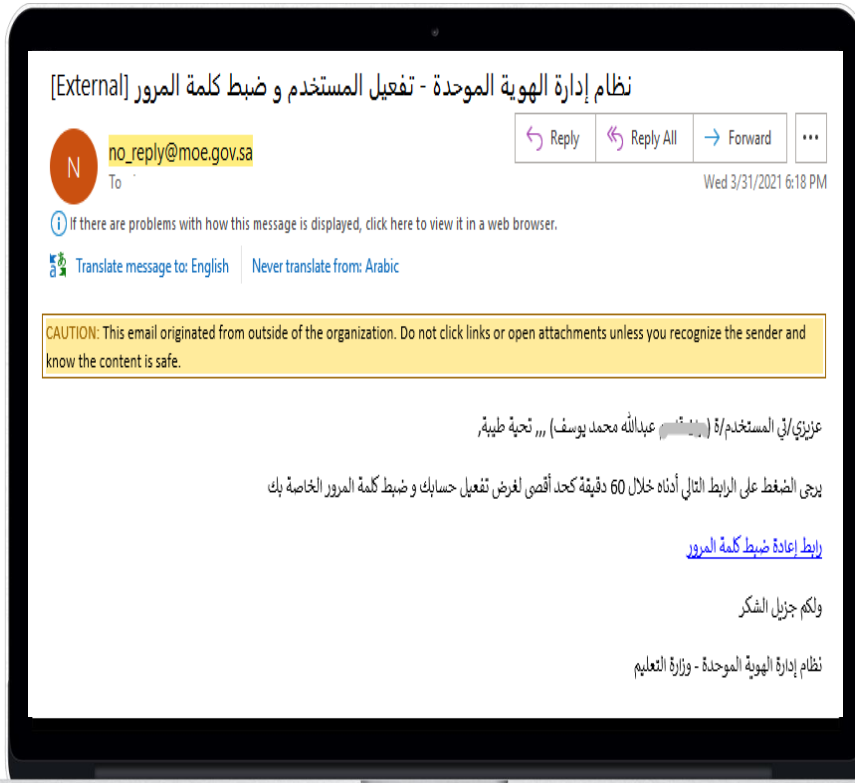 نظام إدارة الهوية الموحدة - تفعيل المستخدم و ضبط كلمة المرور [External]
Reply
Reply All
Forward
N
no_reply@moe.gov.sa
To
Wed 3/31/2021 6:18 PM
If there are problems with how this message is displayed, click here to view it in a web browser.
Translate message to: English
Never translate from: Arabic
CAUTION: This email originated from outside of the organization. Do not click links or open attachments unless you recognize the sender and
know the content is safe.
عزيزي/تي المستخدم/ة ( عبدالله محمد يوسف) ,,, تحية طيبة,
يرجى الضغط على الرابط التالي أدناه خلال 60 دقيقة كحد أقصى لغرض تفعيل حسابك و ضبط كلمة المرور الخاصة بك
رابط إعادة ضبط كلمة المرور
ولكم جزيل الشكر
نظام إدارة الهوية الموحدة - وزارة التعليم